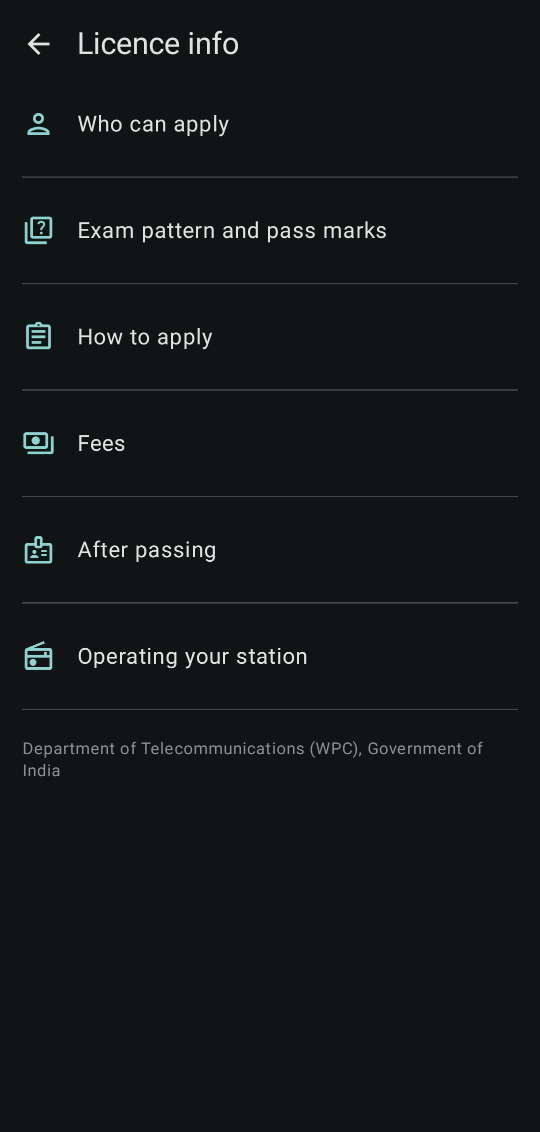 Licence info
Who can apply
Exam pattern and pass marks
How to apply
Fees
After passing
Operating your station
Department of Telecommunications (WPC), Government of
India